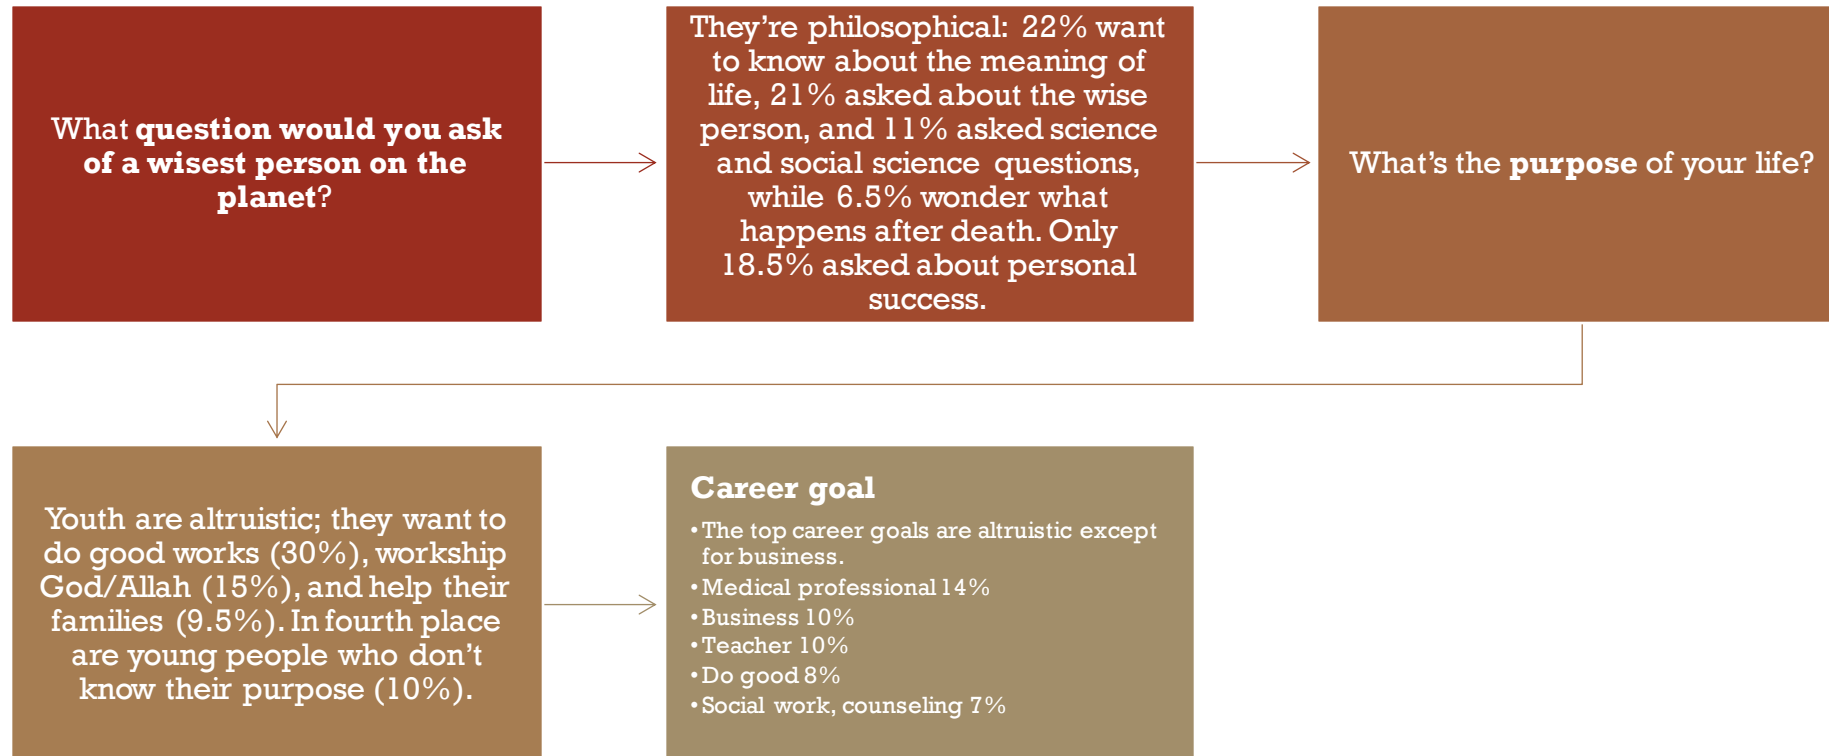 What question would you ask
of a wisest person on the
planet?
They’re philosophical: 22% want
to know about the meaning of
life, 21% asked about the wise
person, and 11% asked science
and social science questions,
while 6.5% wonder what
happens after death. Only
18.5% asked about personal
success.
What’s the purpose of your life?
Youth are altruistic; they want to
do good works (30%), workship
God/Allah (15%), and help their
families (9.5%). In fourth place
are young people who don’t
know their purpose (10%).
Career goal
•The top career goals are altruistic except
for business.
•Medical professional 14%
•Business 10%
•Teacher 10%
•Do good 8%
•Social work, counseling 7%